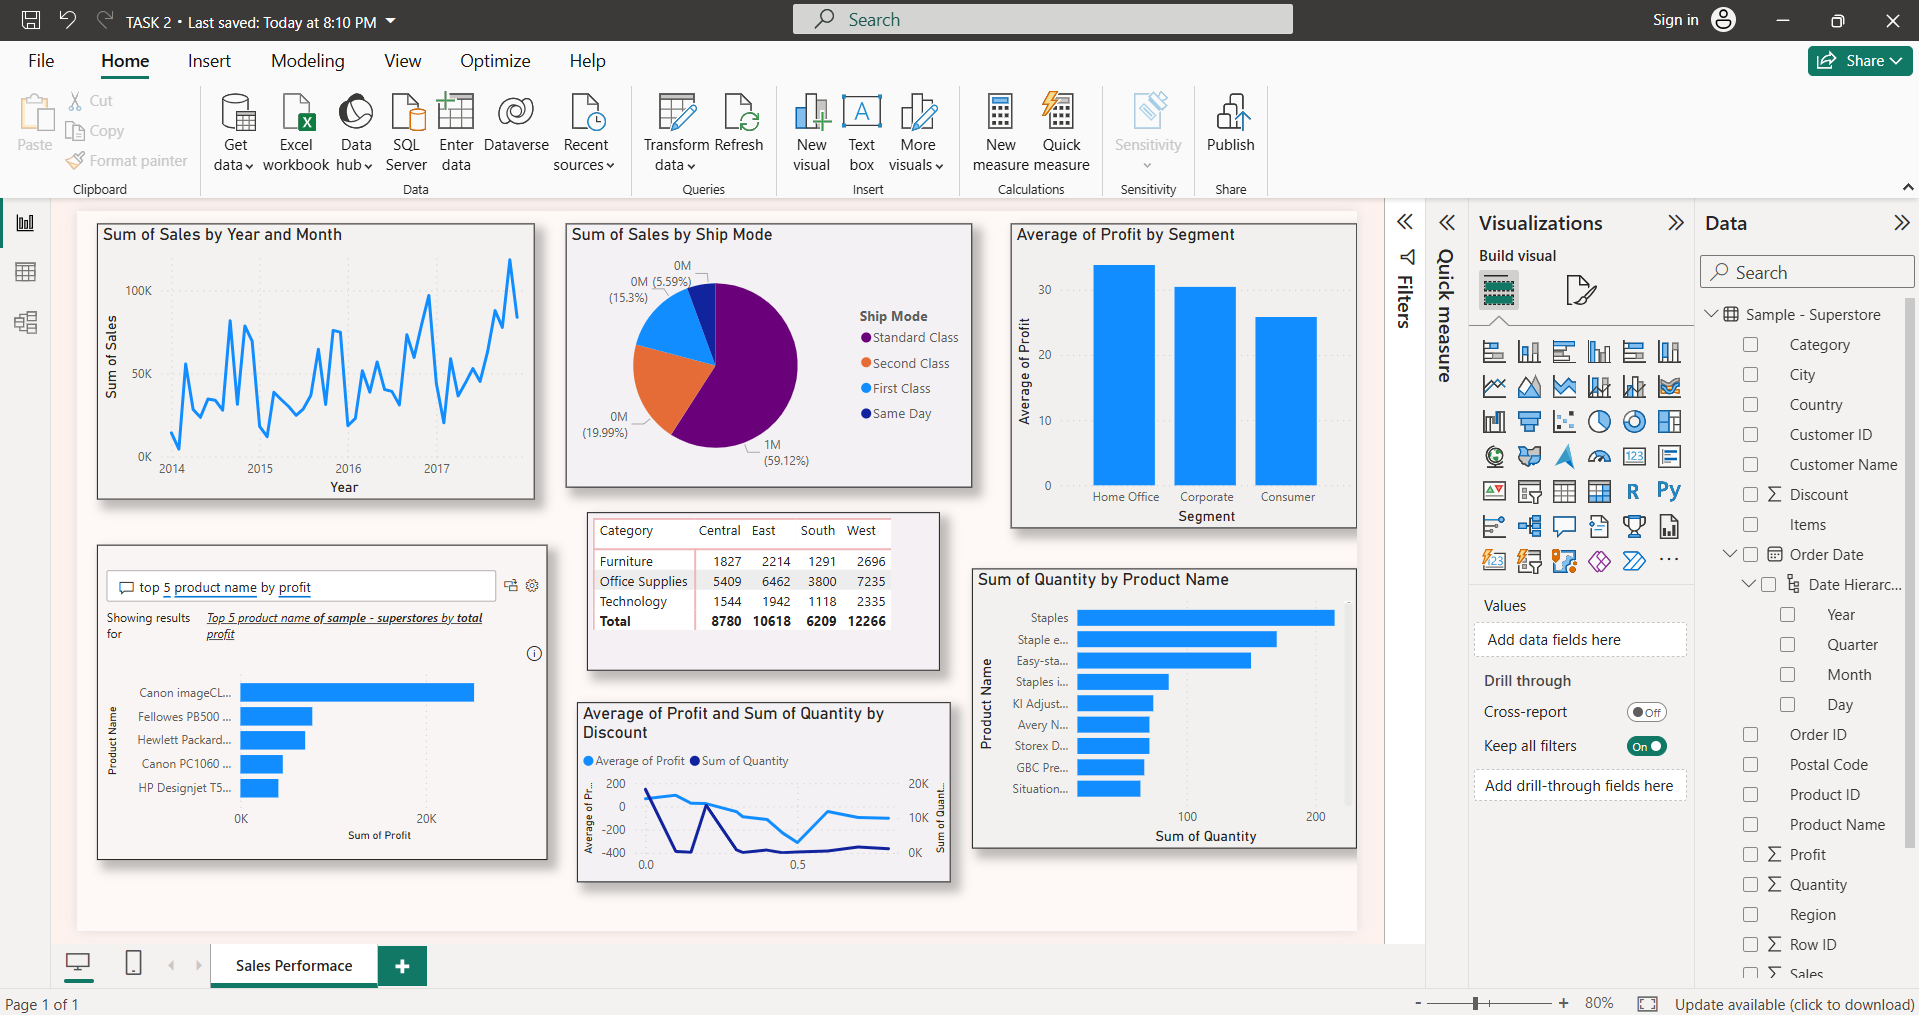 TASK 2 • Last saved: Today at 8:10 PM
Search
Sign in
File
Home
Insert
Modeling
View
Optimize
Help
Share
Paste
Cut
Copy
Format painter
Clipboard
Get data
Excel workbook
Data hub
SQL Server
Enter data
Dataverse
Recent sources
Data
Transform data
Refresh
Queries
New visual
Text box
More visuals
Insert
New measure
Quick measure
Calculations
Sensitivity
Sensitivity
Publish
Share
Sum of Sales by Year and Month
100K
50K
0K
2014
2015
2016
2017
Sum of Sales
Year
Sum of Sales by Ship Mode
0M
0M (5.59%)
(15.3%)
0M
(19.99%)
1M
(59.12%)
Ship Mode
Standard Class
Second Class
First Class
Same Day
Average of Profit by Segment
30
20
10
0
Average of Profit
Home Office
Corporate
Consumer
Segment
top 5 product name by profit
Showing results for
Top 5 product name of sample - superstores by total profit
Canon imageCL...
Fellowes PB500 ...
Hewlett Packard...
Canon PC1060 ...
HP Designjet T5...
Product Name
0K
20K
Sum of Profit
Category Central East South West
Furniture 1827 2214 1291 2696
Office Supplies 5409 6462 3800 7235
Technology 1544 1942 1118 2335
Total 8780 10618 6209 12266
Average of Profit and Sum of Quantity by
Discount
Average of Profit
Sum of Quantity
200
0
-200
-400
Average of Pr...
20K
10K
0K
Sum of Quant...
0.0
0.5
Sum of Quantity by Product Name
Staples
Staple e...
Easy-sta...
Staples i...
KI Adjust...
Avery N...
Storex D...
GBC Pre...
Situation...
Product Name
100
200
Sum of Quantity
Filters
Quick measure
Visualizations
Build visual
123
R
Py
123
Values
Add data fields here
Drill through
Cross-report
Off
Keep all filters
On
Add drill-through fields here
Data
Search
Sample - Superstore
Category
City
Country
Customer ID
Customer Name
Discount
Items
Order Date
Date Hierarc...
Year
Quarter
Month
Day
Order ID
Postal Code
Product ID
Product Name
Profit
Quantity
Region
Row ID
Sales
Sales Performace
Page 1 of 1
80%
Update available (click to download)